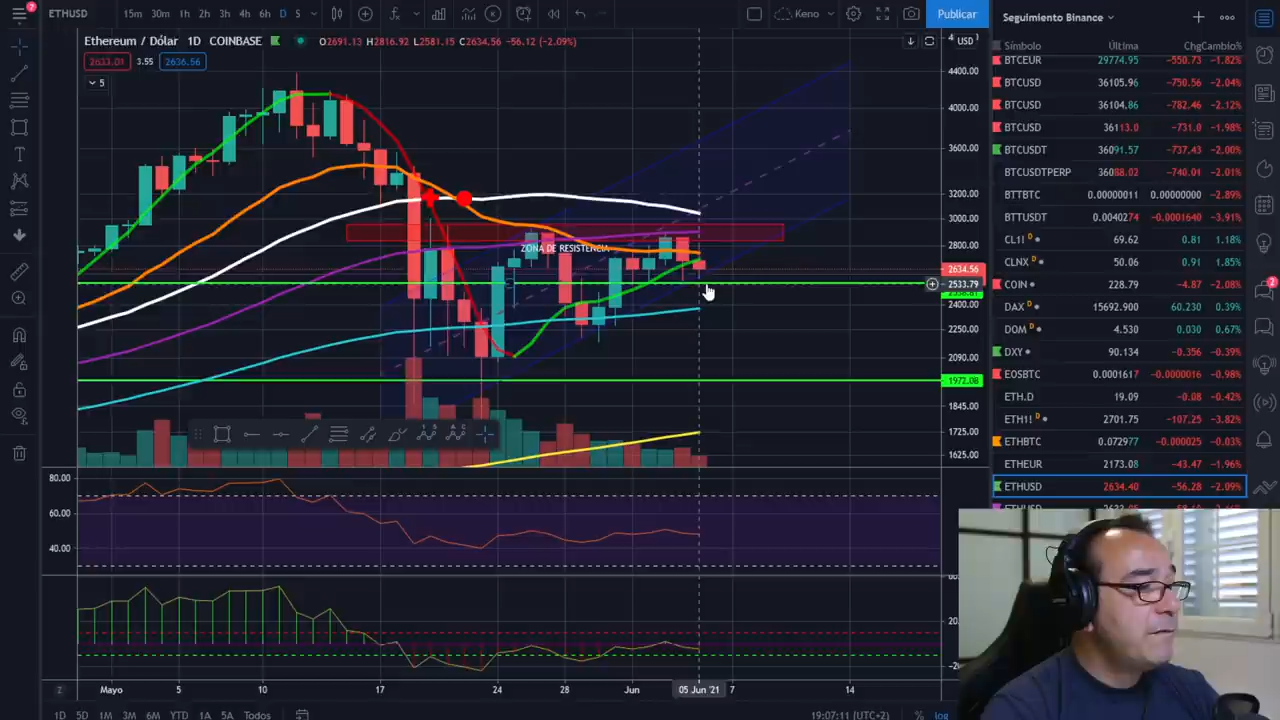 7
ETHUSD
15m 30m 1h 2h 3h 4h 6h D S
Keno
Publicar
Ethereum / Dólar 1D COINBASE O2691.13 H2816.92 L2581.15 C2634.56 -56.12 (-2.09%)
2633.01 3.55 2636.56
5
USD
4400.00
4000.00
3600.00
3200.00
3000.00
2800.00
2634.56
2533.79
2400.00
2250.00
2090.00
1972.08
1845.00
1725.00
1625.00
ZONA DE RESISTENCIA
80.00
60.00
40.00
Mayo 5 10 17 24 28 Jun 05 Jun '21 7 14
1D 5D 1M 3M 6M YTD 1A 5A Todos
19:07:11 (UTC+2) % log
Seguimiento Binance
Símbolo Última Chg Cambio%
BTCEUR 29774.95 -550.73 -1.82%
BTCUSD 36105.96 -750.56 -2.04%
BTCUSD 36104.86 -782.46 -2.12%
BTCUSD 36113.0 -731.0 -1.98%
BTCUSDT 36091.57 -737.43 -2.00%
BTCUSDTPERP 36088.02 -740.01 -2.01%
BTTBTC 0.00000011 0.00000000 -2.89%
BTTUSDT 0.0040274 -0.0001640 -3.91%
CL1! D 69.62 0.81 1.18%
CLNX 50.06 0.91 1.85%
COIN 228.79 -4.87 -2.08%
DAX 15692.900 60.230 0.39%
DOM D 4.530 0.030 0.67%
DXY 90.134 -0.356 -0.39%
EOSBTC 0.0001617 -0.0000016 -0.98%
ETH.D 19.09 -0.08 -0.42%
ETH1! D 2701.75 -107.25 -3.82%
ETHBTC 0.072977 -0.000025 -0.03%
ETHEUR 2173.08 -43.47 -1.96%
ETHUSD 2634.40 -56.28 -2.09%
2